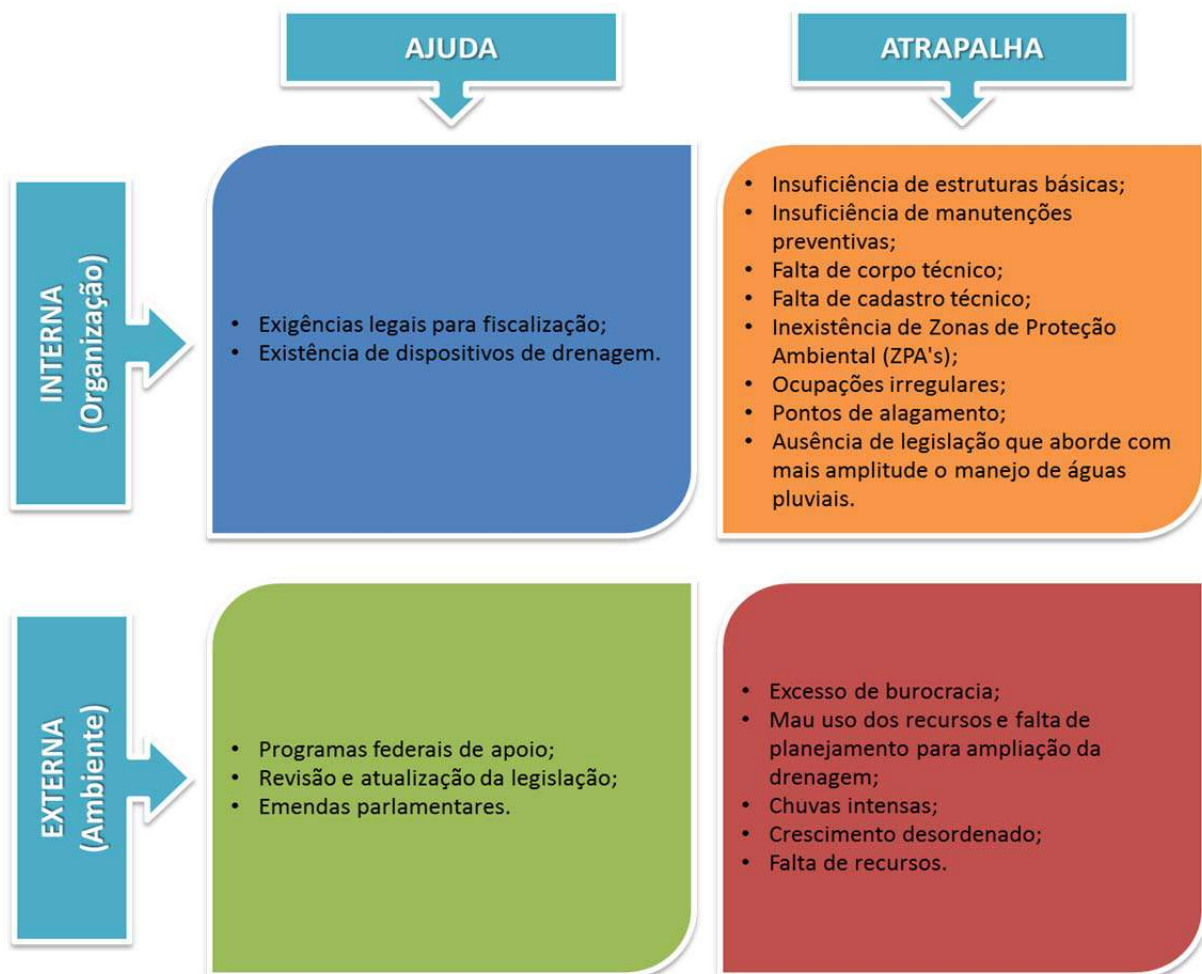 AJUDA
ATRAPALHA
INTERNA
(Organização)
• Exigências legais para fiscalização;
• Existência de dispositivos de drenagem.
• Insuficiência de estruturas básicas;
• Insuficiência de manutenções
preventivas;
• Falta de corpo técnico;
• Falta de cadastro técnico;
• Inexistência de Zonas de Proteção
Ambiental (ZPA's);
• Ocupações irregulares;
• Pontos de alagamento;
• Ausência de legislação que aborde com
mais amplitude o manejo de águas
pluviais.
EXTERNA
(Ambiente)
• Programas federais de apoio;
• Revisão e atualização da legislação;
• Emendas parlamentares.
• Excesso de burocracia;
• Mau uso dos recursos e falta de
planejamento para ampliação da
drenagem;
• Chuvas intensas;
• Crescimento desordenado;
• Falta de recursos.